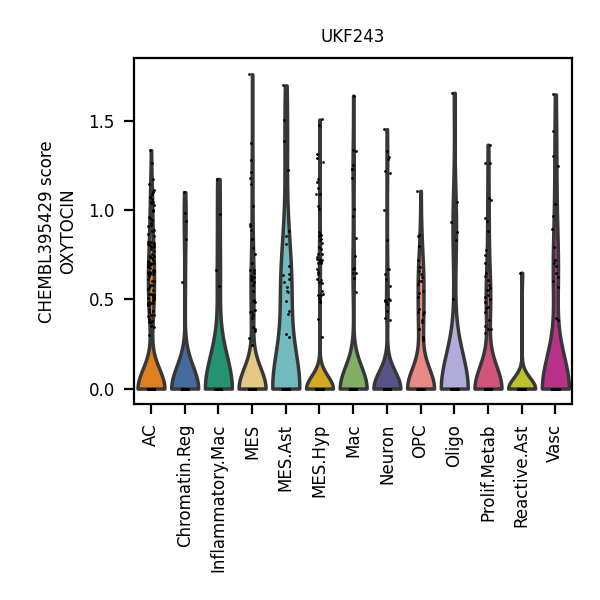 UKF243
CHEMBL395429 score
OXYTOCIN
1.5
1.0
0.5
0.0
AC
Chromatin.Reg
Inflammatory.Mac
MES
MES.Ast
MES.Hyp
Mac
Neuron
OPC
Oligo
Prolif.Metab
Reactive.Ast
Vasc